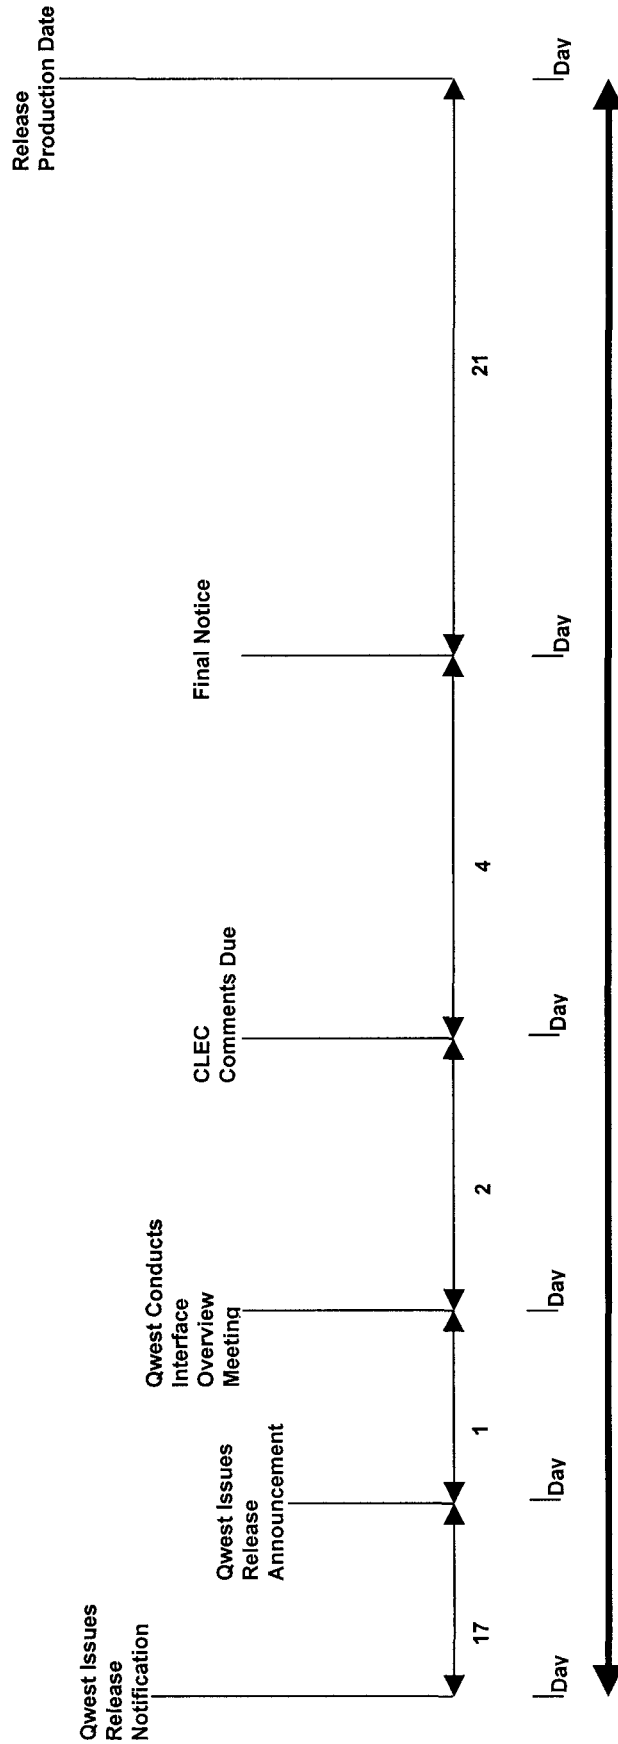 Qwest Issues
Release
Notification
Qwest Issues
Release
Announcement
Qwest Conducts
Interface
Overview
Meeting
CLEC
Comments Due
Final Notice
Release
Production Date
17
1
2
4
21
Day
Day
Day
Day
Day
Day